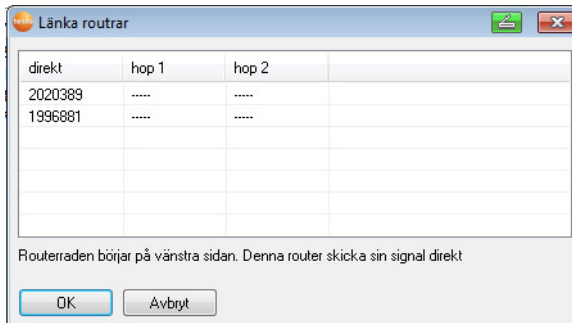 testo Länka routrar
direkt hop 1 hop 2
2020389 ----- -----
1996881 ----- -----
Routerraden börjar på vänstra sidan. Denna router skicka sin signal direkt
OK Avbryt